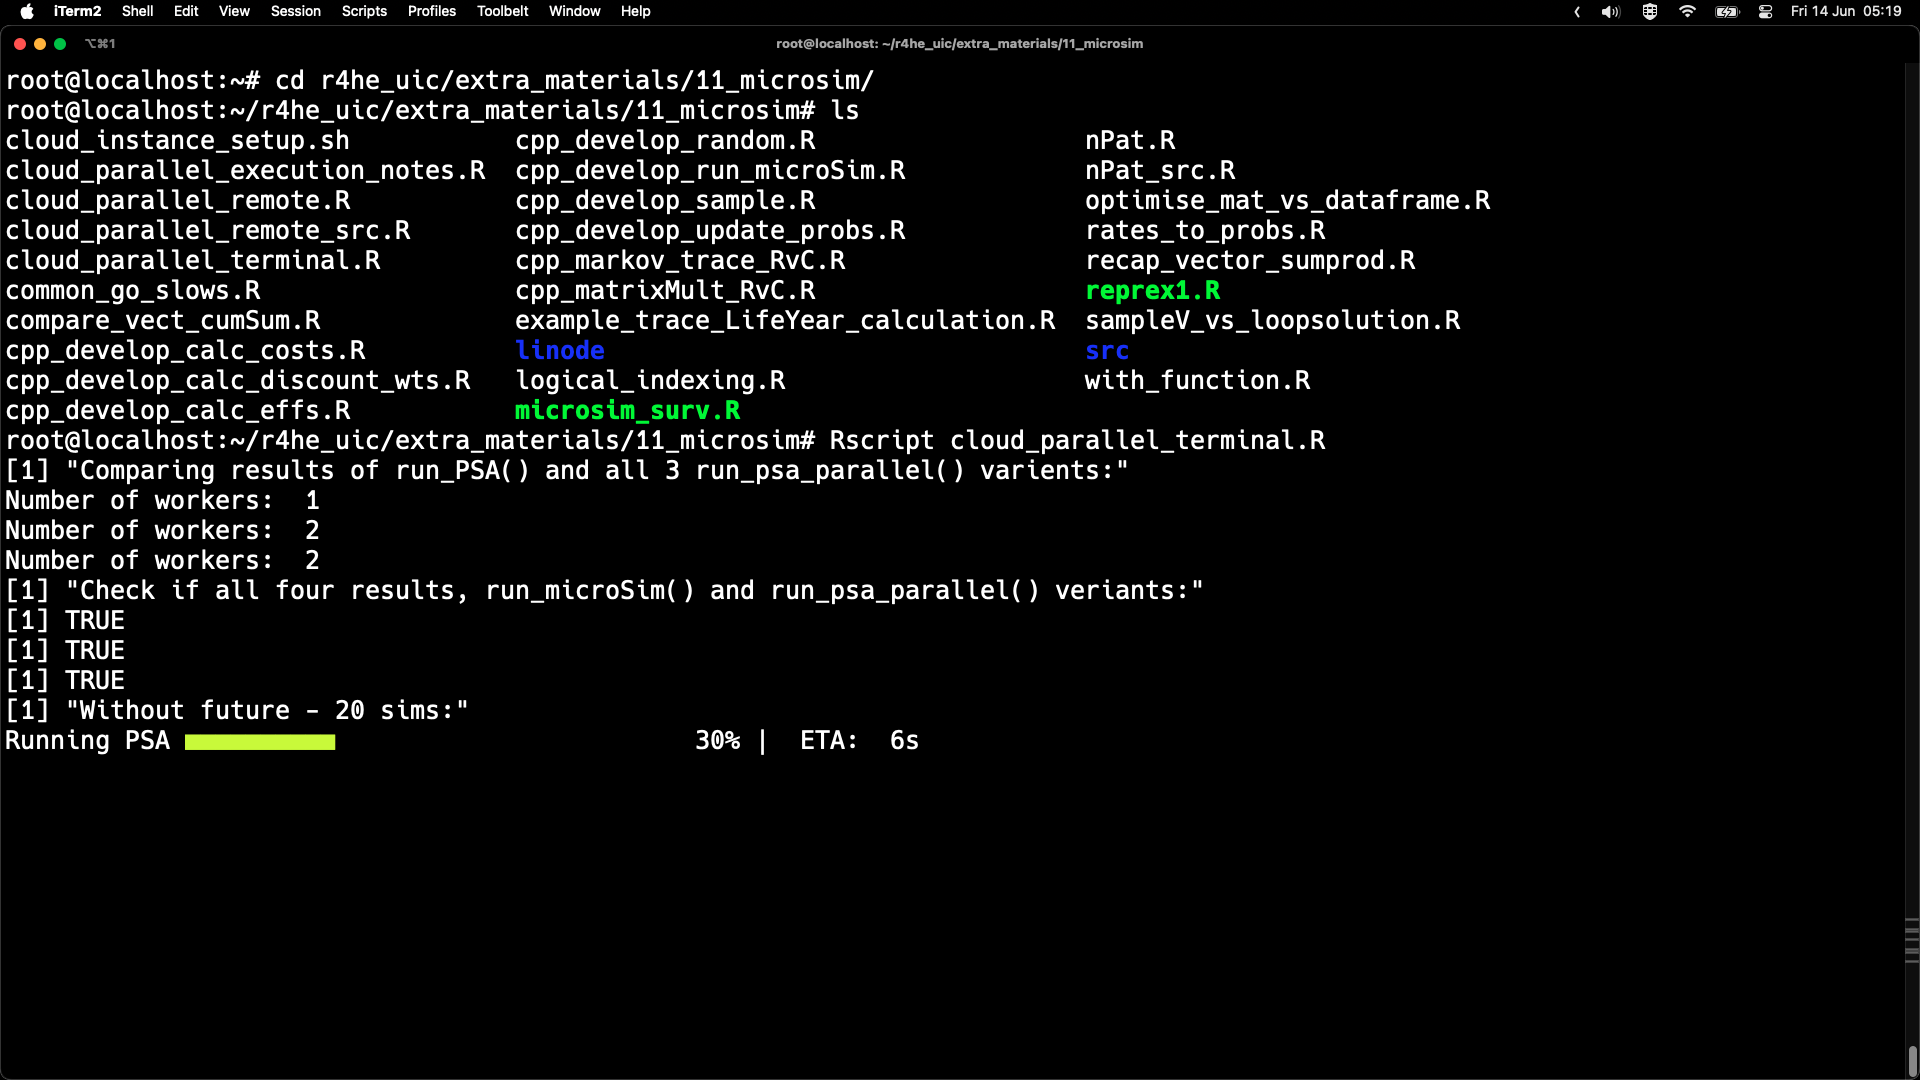 iTerm2 Shell Edit View Session Scripts Profiles Toolbelt Window Help Fri 14 Jun 05:19
⌥⌘1 root@localhost: ~/r4he_uic/extra_materials/11_microsim
root@localhost:~# cd r4he_uic/extra_materials/11_microsim/
root@localhost:~/r4he_uic/extra_materials/11_microsim# ls
cloud_instance_setup.sh cpp_develop_random.R nPat.R
cloud_parallel_execution_notes.R cpp_develop_run_microSim.R nPat_src.R
cloud_parallel_remote.R cpp_develop_sample.R optimise_mat_vs_dataframe.R
cloud_parallel_remote_src.R cpp_develop_update_probs.R rates_to_probs.R
cloud_parallel_terminal.R cpp_markov_trace_RvC.R recap_vector_sumprod.R
common_go_slows.R cpp_matrixMult_RvC.R reprex1.R
compare_vect_cumSum.R example_trace_LifeYear_calculation.R sampleV_vs_loopsolution.R
cpp_develop_calc_costs.R linode src
cpp_develop_calc_discount_wts.R logical_indexing.R with_function.R
cpp_develop_calc_effs.R microsim_surv.R
root@localhost:~/r4he_uic/extra_materials/11_microsim# Rscript cloud_parallel_terminal.R
[1] "Comparing results of run_PSA() and all 3 run_psa_parallel() varients:"
Number of workers:  1
Number of workers:  2
Number of workers:  2
[1] "Check if all four results, run_microSim() and run_psa_parallel() veriants:"
[1] TRUE
[1] TRUE
[1] TRUE
[1] "Without future - 20 sims:"
Running PSA 30% |  ETA:  6s